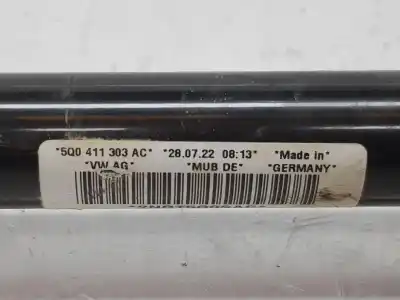 *5Q0 411 303 AC* *28.07.22 08:13* *Made in*
*VW AG* *MUB DE* *GERMANY*